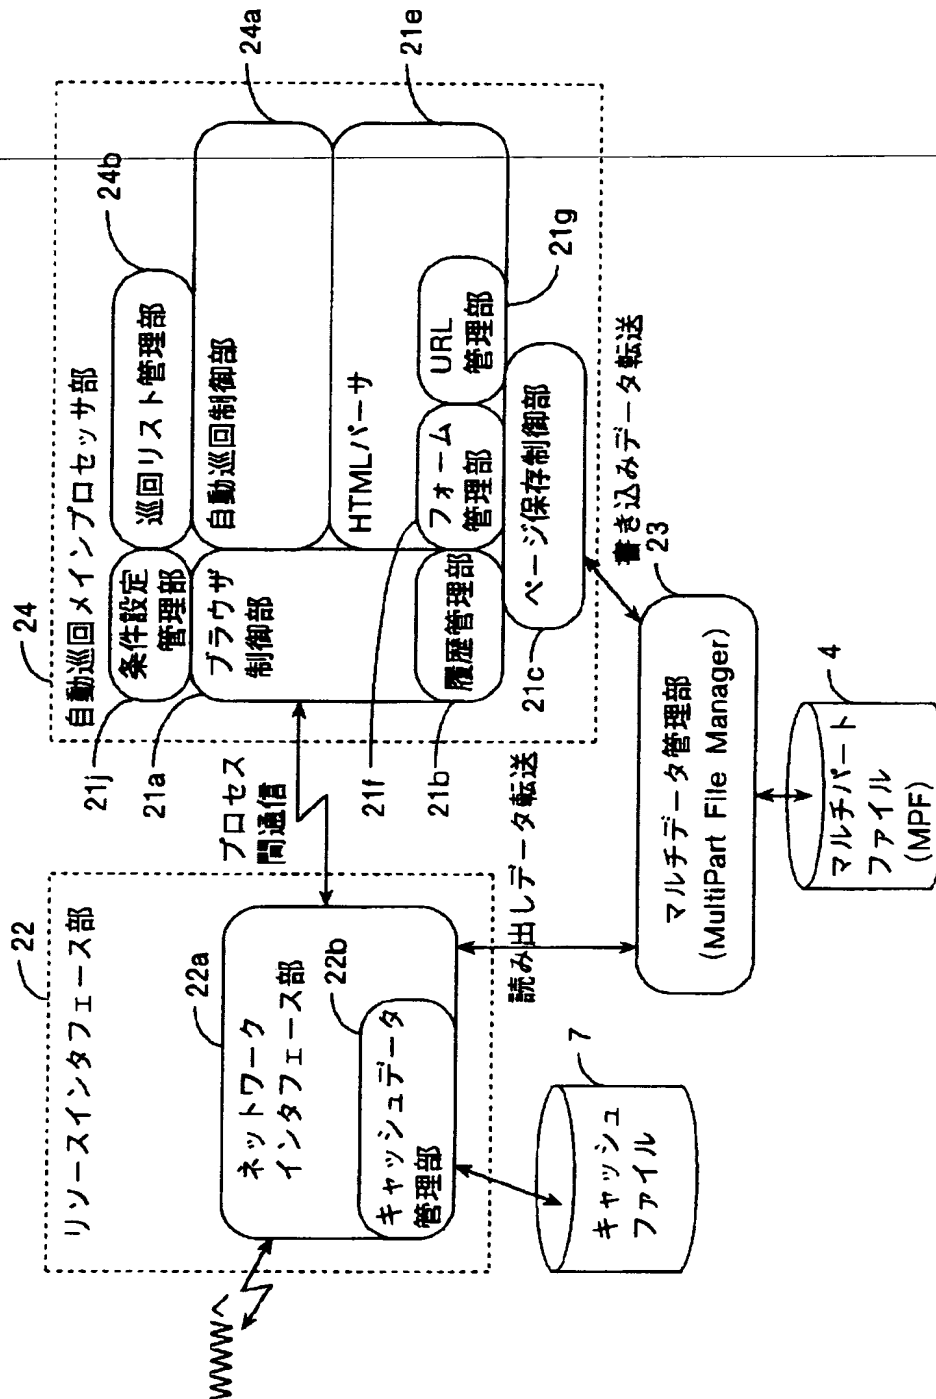 22
リソースインタフェース部
22a
ネットワーク
インタフェース部
22b
キャッシュデータ
管理部
WWWへ
7
キャッシュ
ファイル
プロセス
間通信
読み出しデータ転送
24
自動巡回メインプロセッサ部
21j
条件設定
管理部
24b
巡回リスト管理部
21a
ブラウザ
制御部
24a
自動巡回制御部
21e
HTMLパーサ
21f
フォーム
管理部
URL
管理部
21g
21b
履歴管理部
21c
ページ保存制御部
書き込みデータ転送
23
マルチデータ管理部
(MultiPart File Manager)
4
マルチパート
ファイル
(MPF)